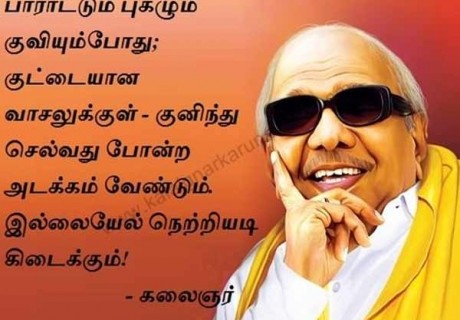 பாராட்டும் புகழும்
குவியும்போது;
குட்டையான
வாசலுக்குள் - குனிந்து
செல்வது போன்ற
அடக்கம் வேண்டும்.
இல்லையேல் நெற்றியடி
கிடைக்கும்!
- கலைஞர்